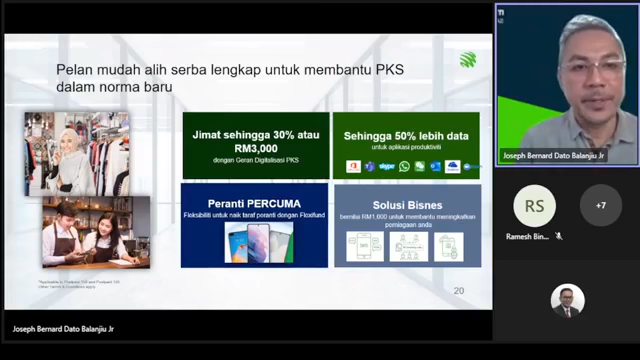 Pelan mudah alih serba lengkap untuk membantu PKS
dalam norma baru
Jimat sehingga 30% atau
RM3,000
dengan Geran Digitalisasi PKS
Sehingga 50% lebih data
untuk aplikasi produktiviti
Peranti PERCUMA
Fleksibiliti untuk naik taraf peranti dengan Flexifund
Solusi Bisnes
bernilai RM1,000 untuk membantu meningkatkan
perniagaan anda
20
Joseph Bernard Dato Balanjiu Jr
Joseph Bernard Dato Balanjiu Jr
RS
Ramesh Bin...
+7